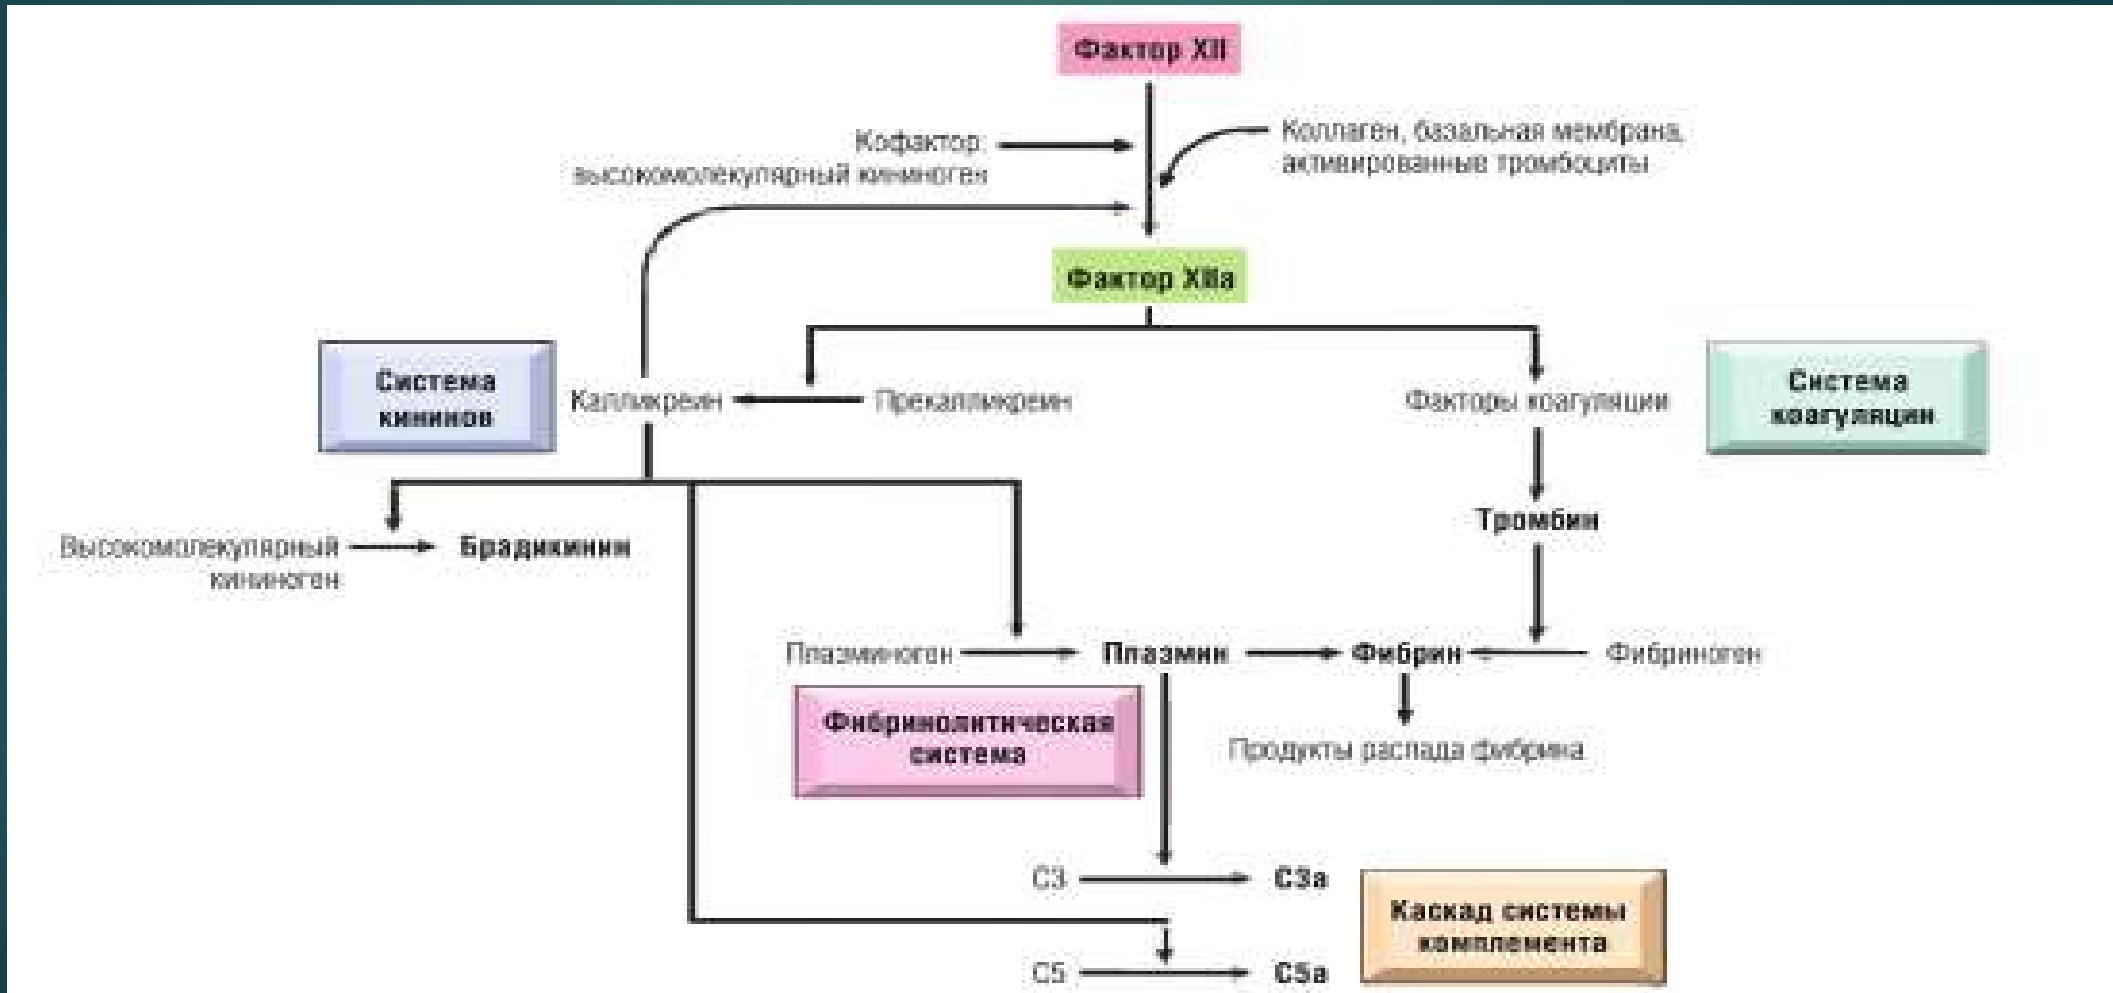 Фактор XII
Кофактор:
высокомолекулярный кининоген
Коллаген, базальная мембрана,
активированные тромбоциты
Фактор XIIa
Система
кининов
Калликреин
Прекалликреин
Факторы коагуляции
Система
коагуляции
Тромбин
Высокомолекулярный
кининоген
Брадикинин
Плазминоген
Плазмин
Фибрин
Фибриноген
Фибринолитическая
система
Продукты распада фибрина
C3
C3a
Каскад системы
комплемента
C5
C5a